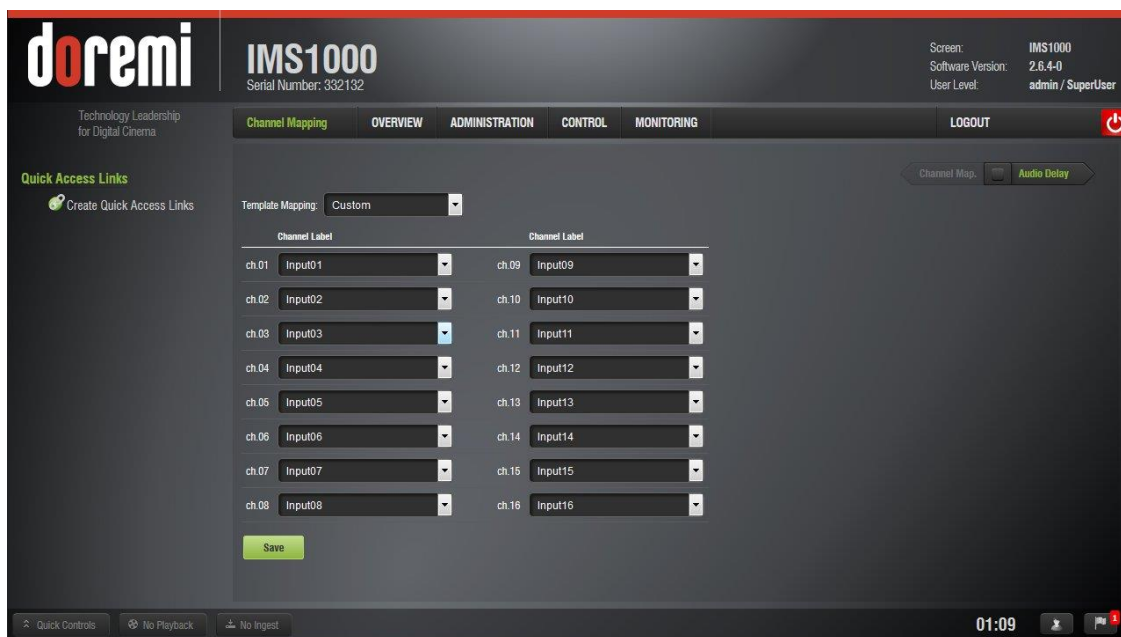 doremi
Technology Leadership
for Digital Cinema
IMS1000
Serial Number: 332132
Screen: IMS1000
Software Version: 2.6.4-0
User Level: admin / SuperUser
Channel Mapping OVERVIEW ADMINISTRATION CONTROL MONITORING LOGOUT
Quick Access Links
Create Quick Access Links
Channel Map. Audio Delay
Template Mapping: Custom
Channel Label Channel Label
ch.01 Input01 ch.09 Input09
ch.02 Input02 ch.10 Input10
ch.03 Input03 ch.11 Input11
ch.04 Input04 ch.12 Input12
ch.05 Input05 ch.13 Input13
ch.06 Input06 ch.14 Input14
ch.07 Input07 ch.15 Input15
ch.08 Input08 ch.16 Input16
Save
Quick Controls No Playback No Ingest 01:09 1